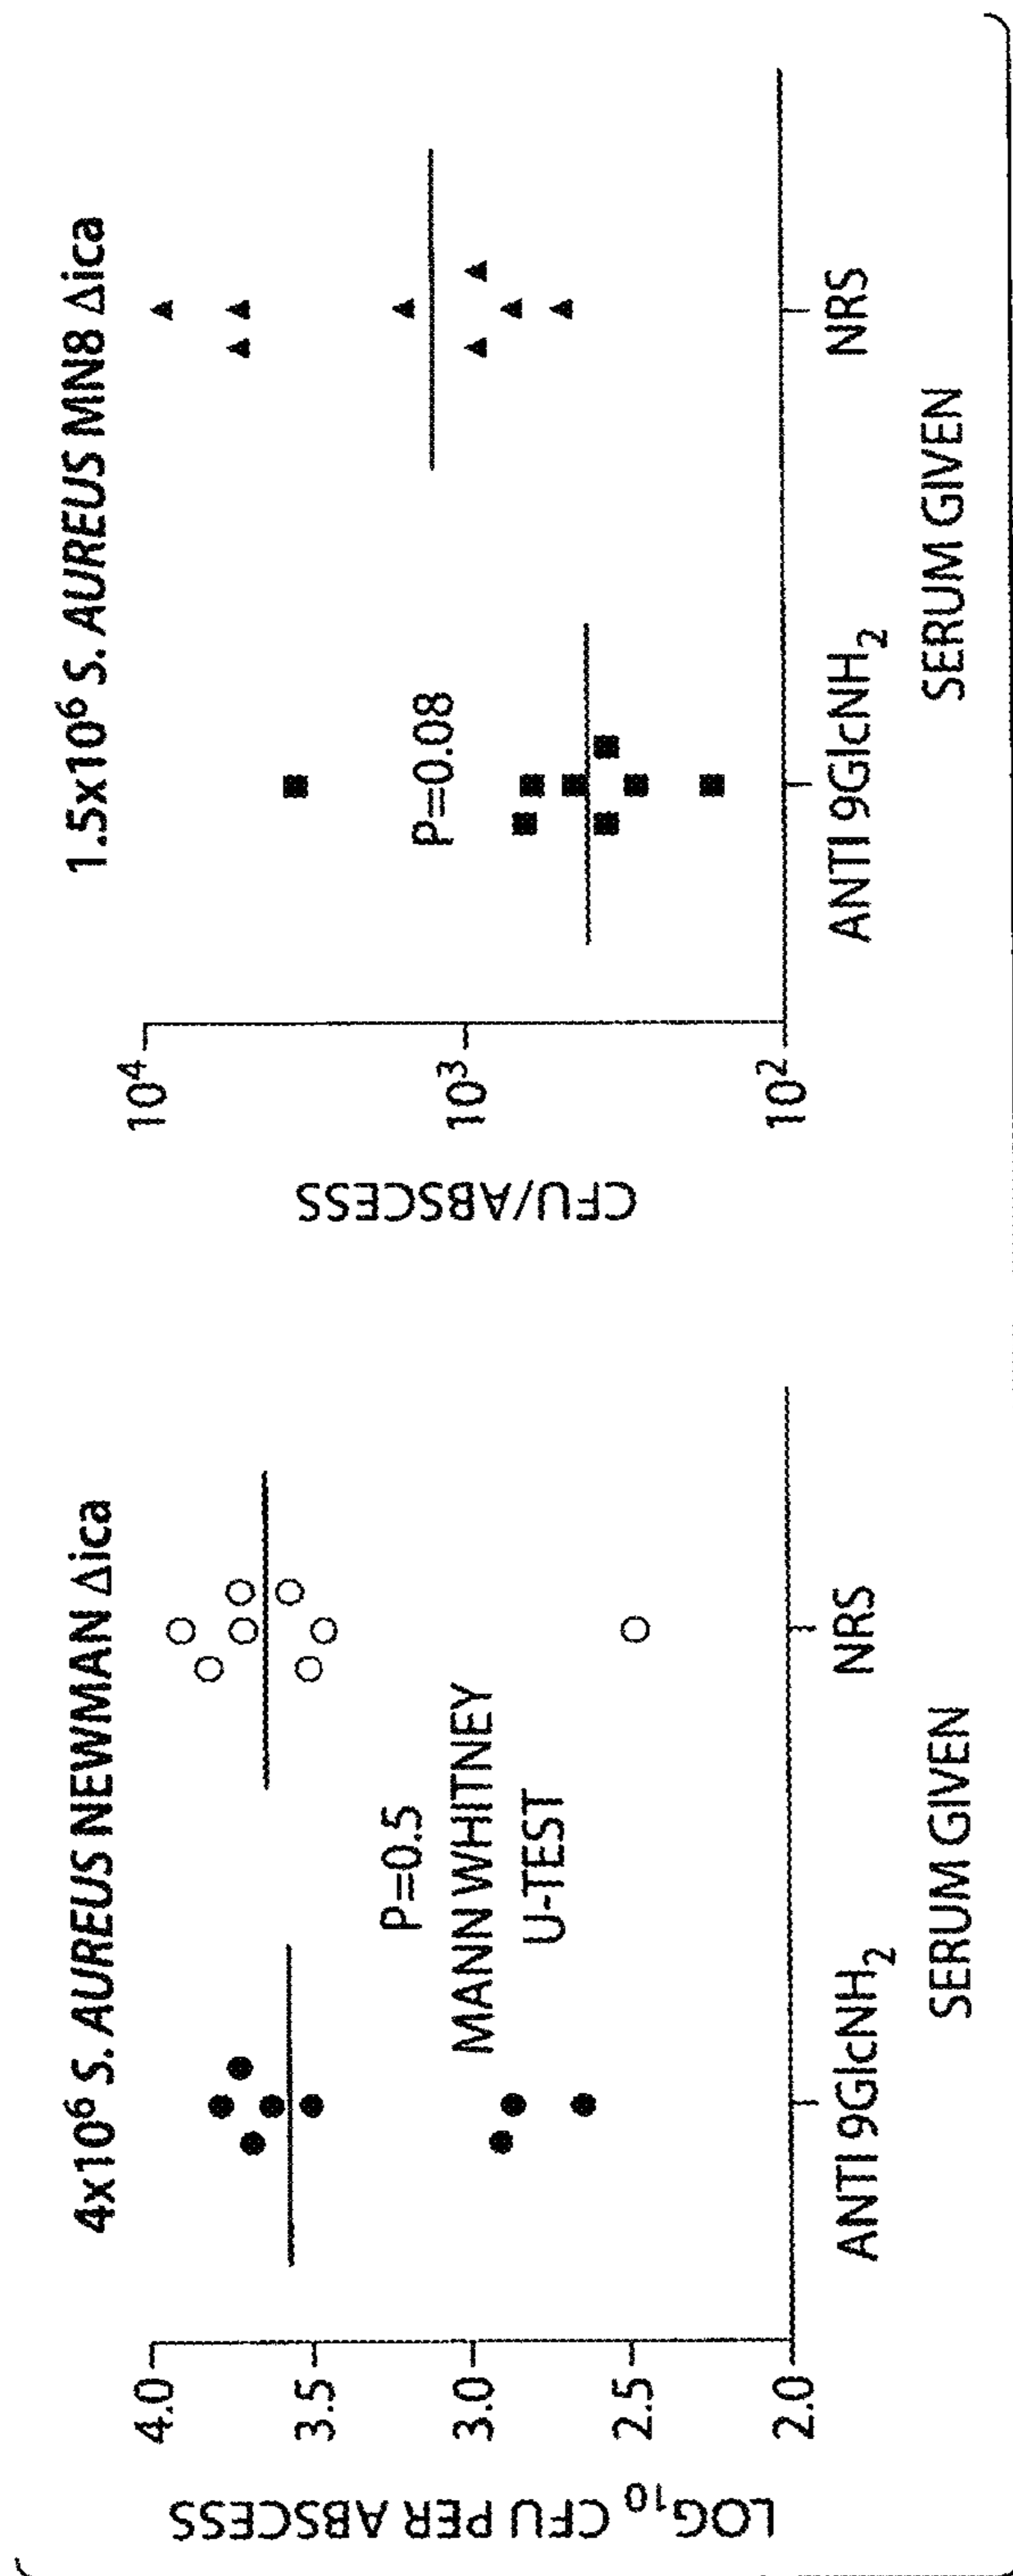 4x10⁶ S. AUREUS NEWMAN Δica
LOG₁₀ CFU PER ABSCESS
4.0
3.5
3.0
2.5
2.0
P=0.5
MANN WHITNEY
U-TEST
ANTI 9GlcNH₂
NRS
SERUM GIVEN
1.5x10⁶ S. AUREUS MN8 Δica
CFU/ABSCESS
10⁴
10³
10²
P=0.08
ANTI 9GlcNH₂
NRS
SERUM GIVEN